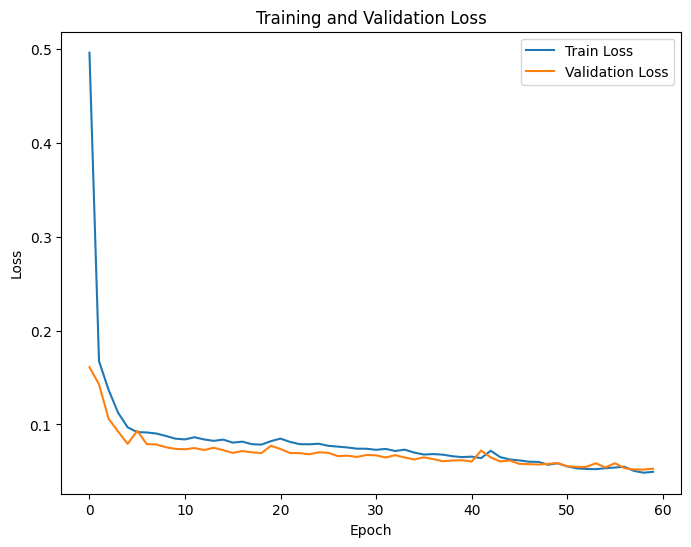 Training and Validation Loss
Train Loss
Validation Loss
0.5
0.4
0.3
0.2
0.1
Loss
0 10 20 30 40 50 60
Epoch